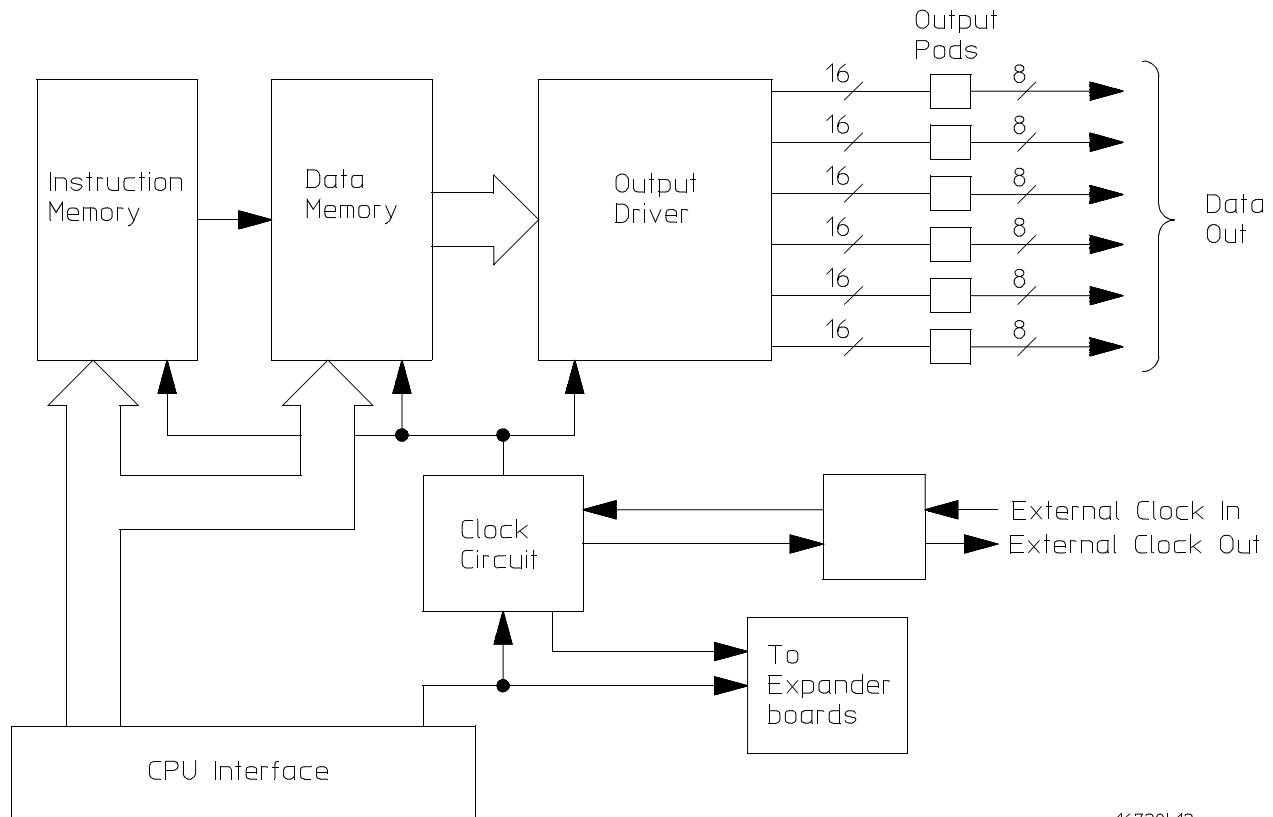 Output
Pods
16
8
16
8
16
8
16
8
16
8
16
8
Instruction
Memory
Data
Memory
Output
Driver
Data
Out
Clock
Circuit
External Clock In
External Clock Out
To
Expander
boards
CPU Interface